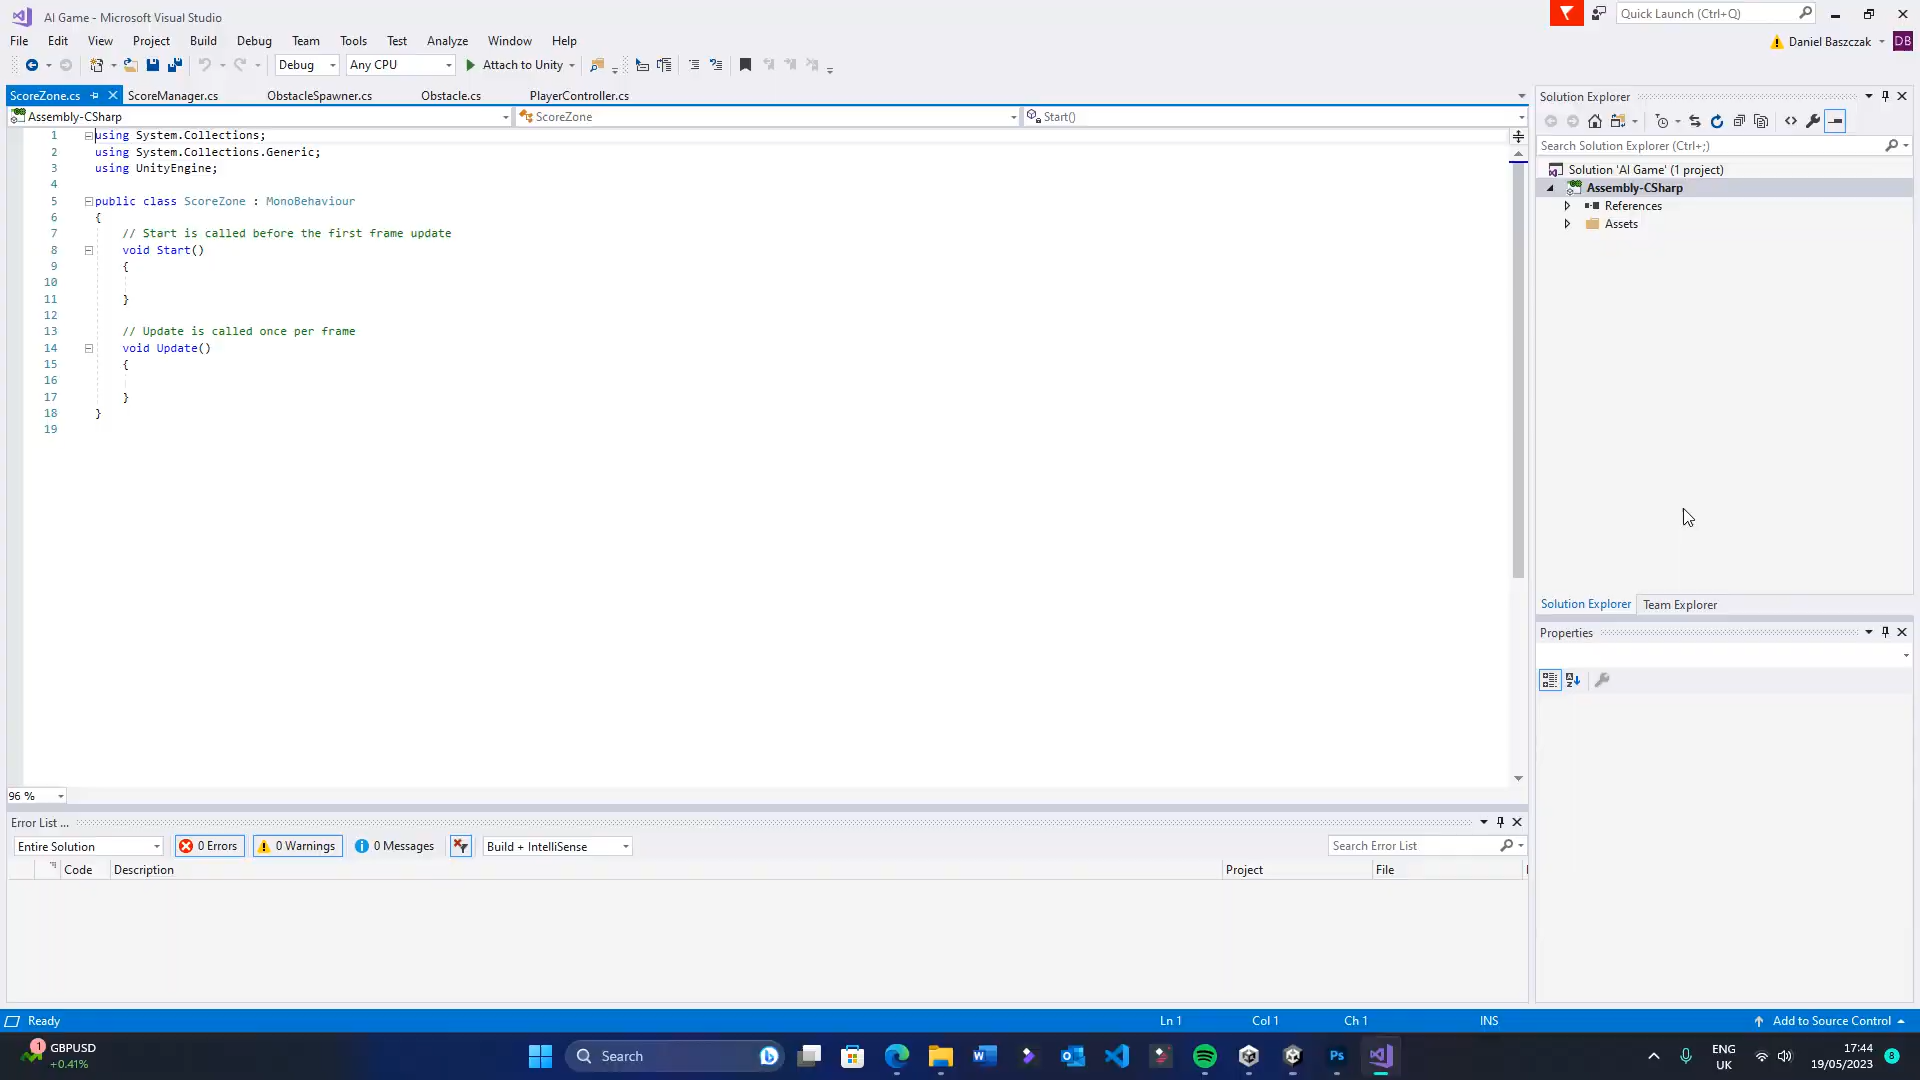 AI Game - Microsoft Visual Studio
Quick Launch (Ctrl+Q)
File Edit View Project Build Debug Team Tools Test Analyze Window Help
Daniel Baszczak DB
Debug Any CPU Attach to Unity
ScoreZone.cs ScoreManager.cs ObstacleSpawner.cs Obstacle.cs PlayerController.cs
Assembly-CSharp ScoreZone Start()
1 using System.Collections;
2 using System.Collections.Generic;
3 using UnityEngine;
4
5 public class ScoreZone : MonoBehaviour
6 {
7 // Start is called before the first frame update
8 void Start()
9 {
10
11 }
12
13 // Update is called once per frame
14 void Update()
15 {
16
17 }
18 }
19
96 %
Solution Explorer
Search Solution Explorer (Ctrl+;)
Solution 'AI Game' (1 project)
Assembly-CSharp
References
Assets
Solution Explorer Team Explorer
Properties
Error List ...
Entire Solution 0 Errors 0 Warnings 0 Messages Build + IntelliSense Search Error List
Code Description Project File
Ready Ln 1 Col 1 Ch 1 INS Add to Source Control
1 GBPUSD
+0.41%
Search
Ps
ENG
UK
17:44
19/05/2023
8